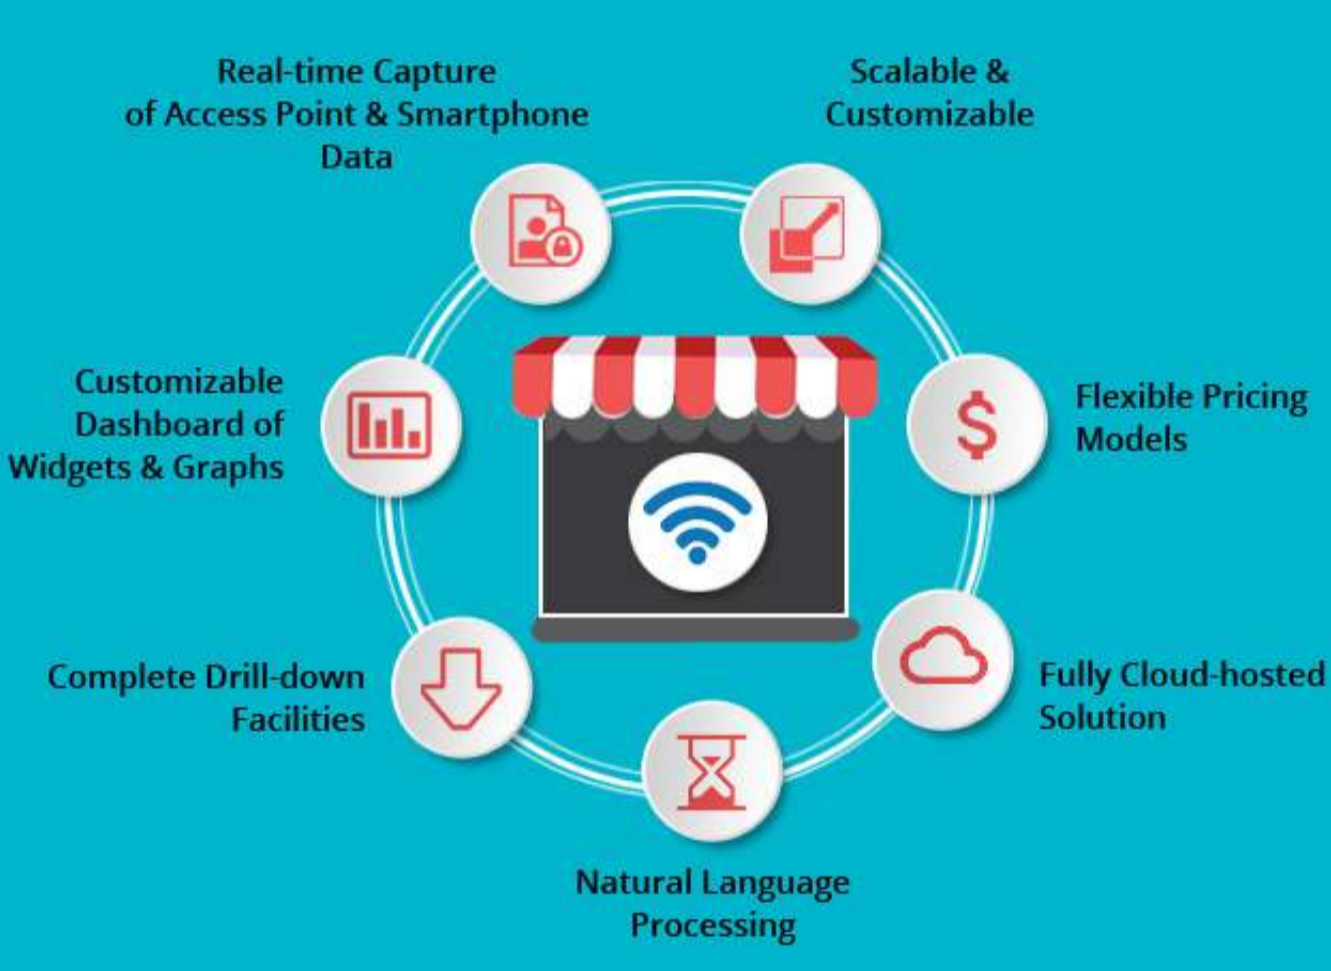 Real-time Capture
of Access Point & Smartphone
Data
Scalable &
Customizable
Customizable
Dashboard of
Widgets & Graphs
Flexible Pricing
Models
Complete Drill-down
Facilities
Fully Cloud-hosted
Solution
Natural Language
Processing